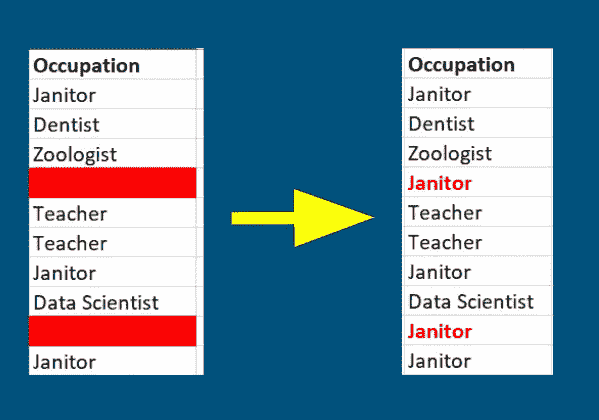 Occupation
Janitor
Dentist
Zoologist
Teacher
Teacher
Janitor
Data Scientist
Janitor
Occupation
Janitor
Dentist
Zoologist
Janitor
Teacher
Teacher
Janitor
Data Scientist
Janitor
Janitor